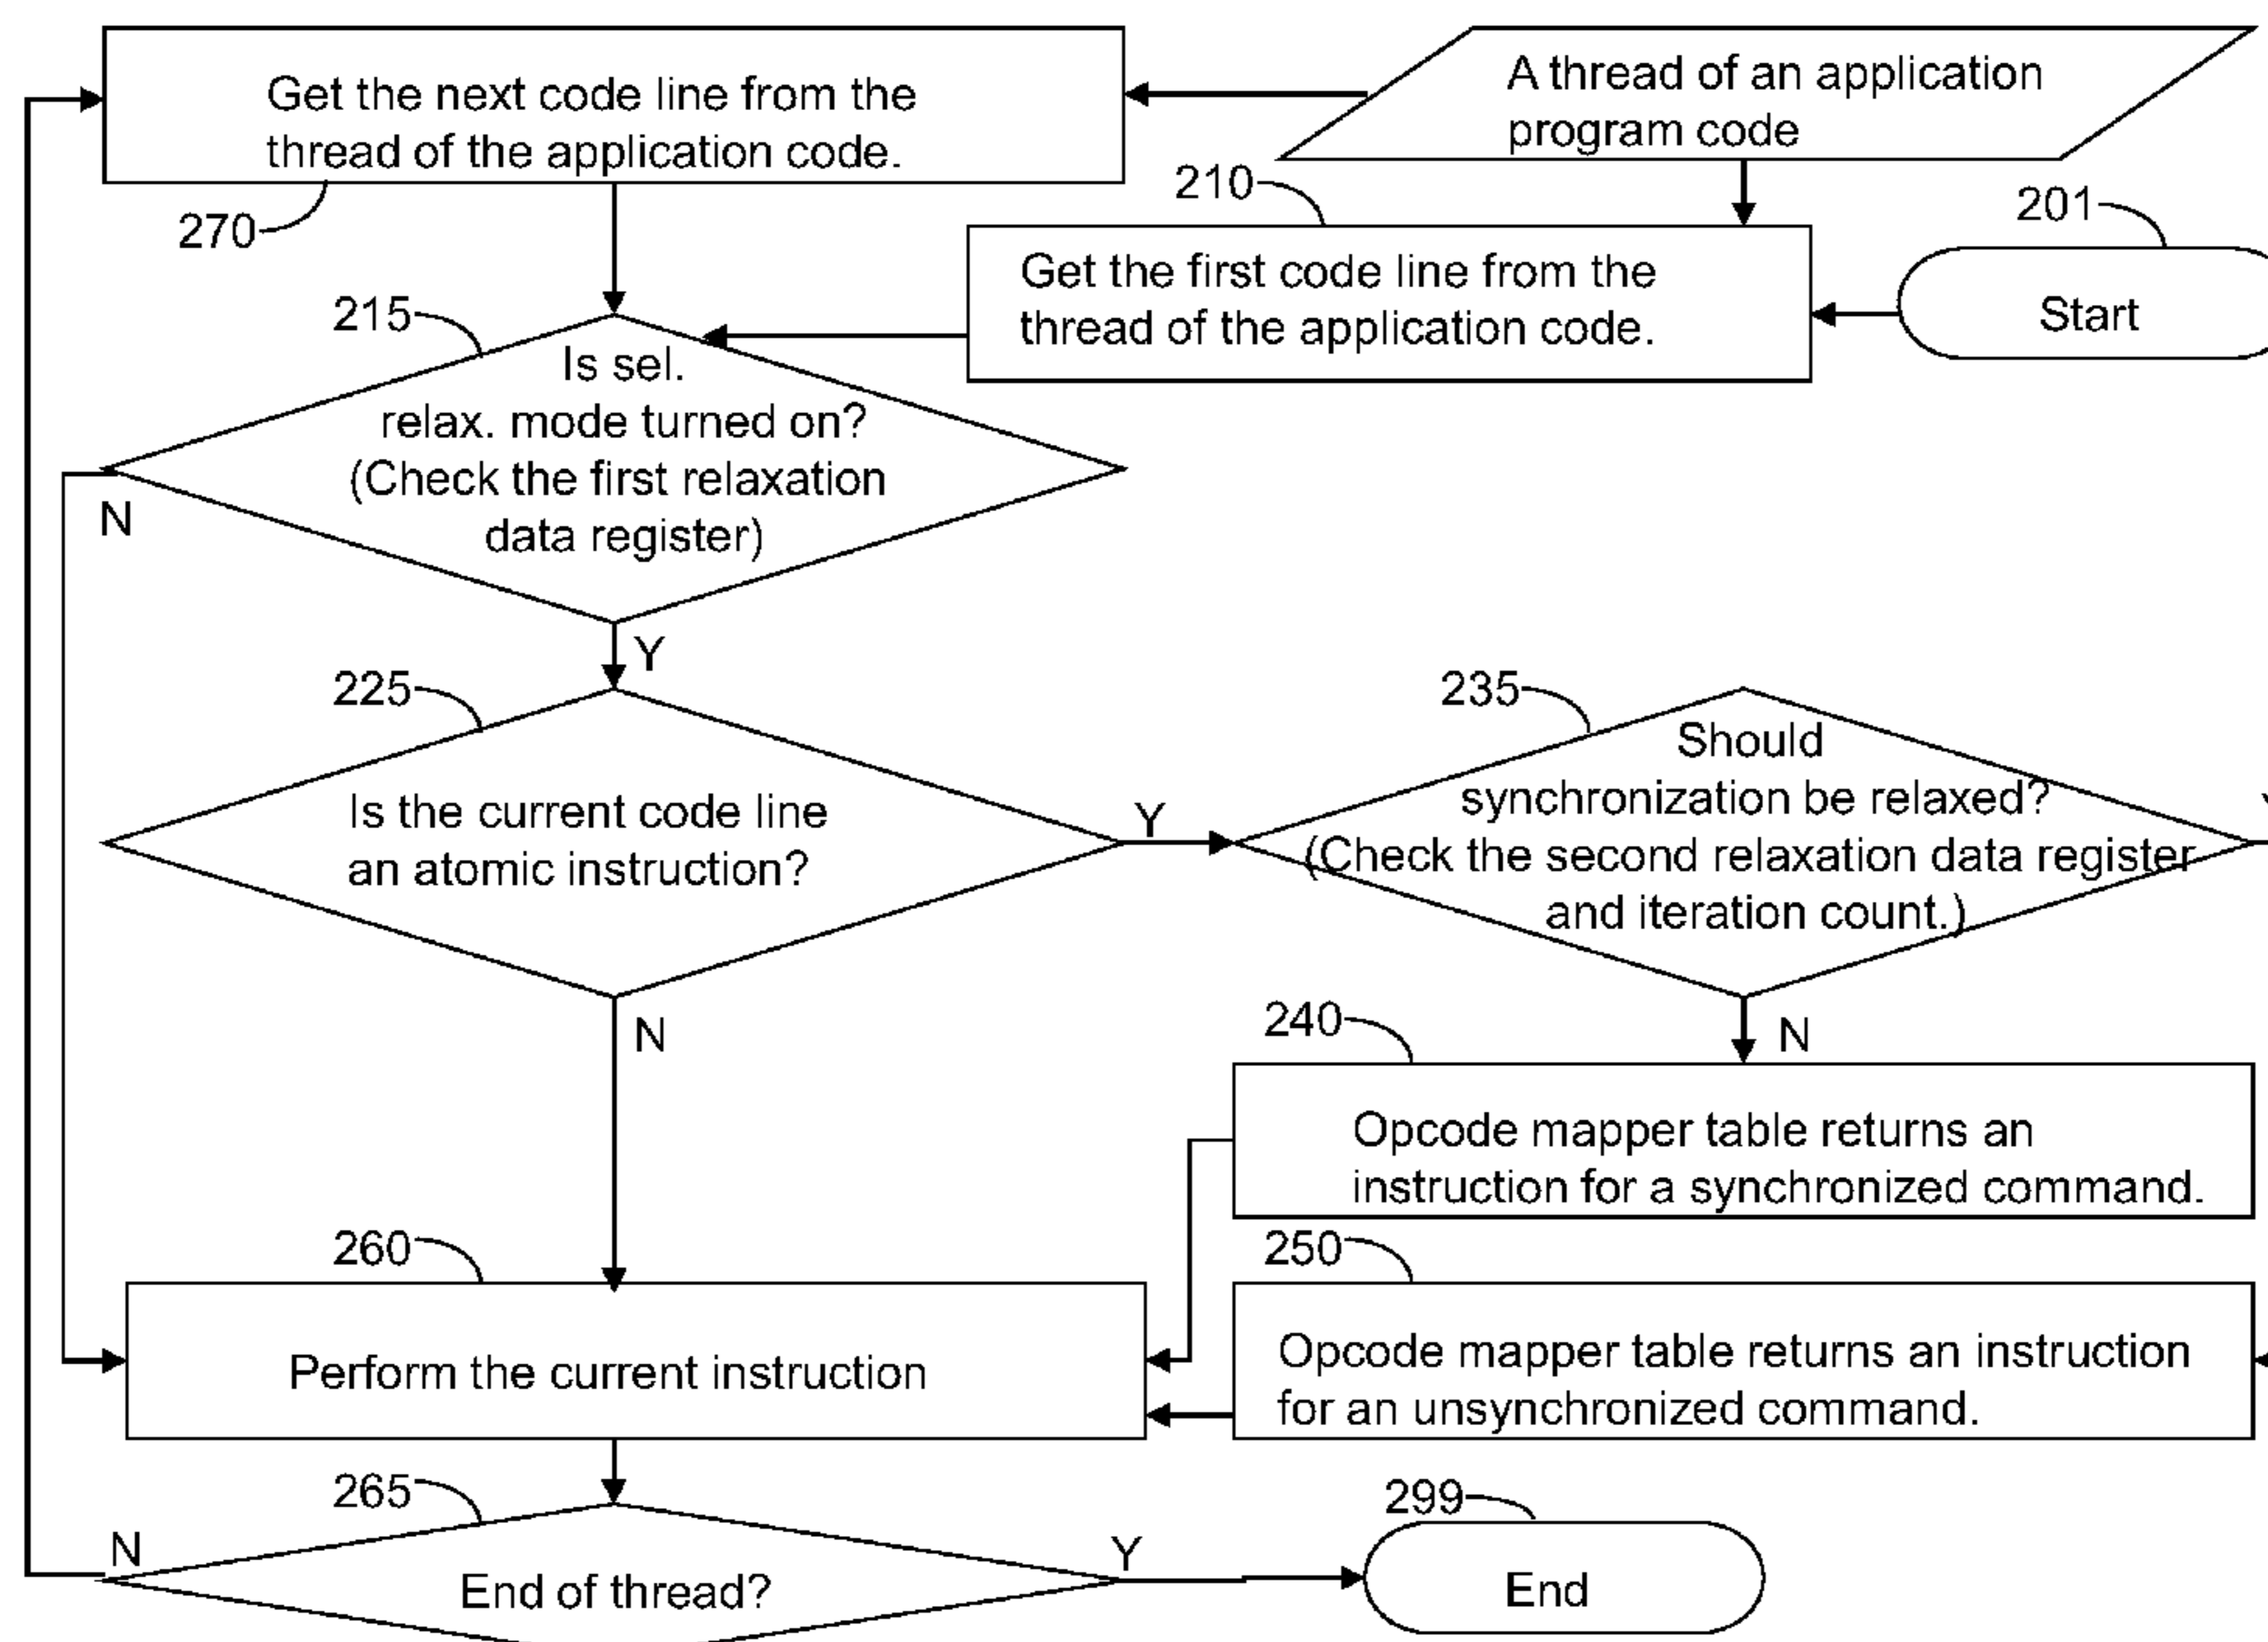 Get the next code line from the
thread of the application code.
270
A thread of an application
program code
210
Get the first code line from the
thread of the application code.
201
Start
215
Is sel.
relax. mode turned on?
(Check the first relaxation
data register)
N
Y
225
Is the current code line
an atomic instruction?
Y
N
235
Should
synchronization be relaxed?
(Check the second relaxation data register
and iteration count.)
N
240
Opcode mapper table returns an
instruction for a synchronized command.
250
Opcode mapper table returns an instruction
for an unsynchronized command.
260
Perform the current instruction
265
N
End of thread?
Y
299
End